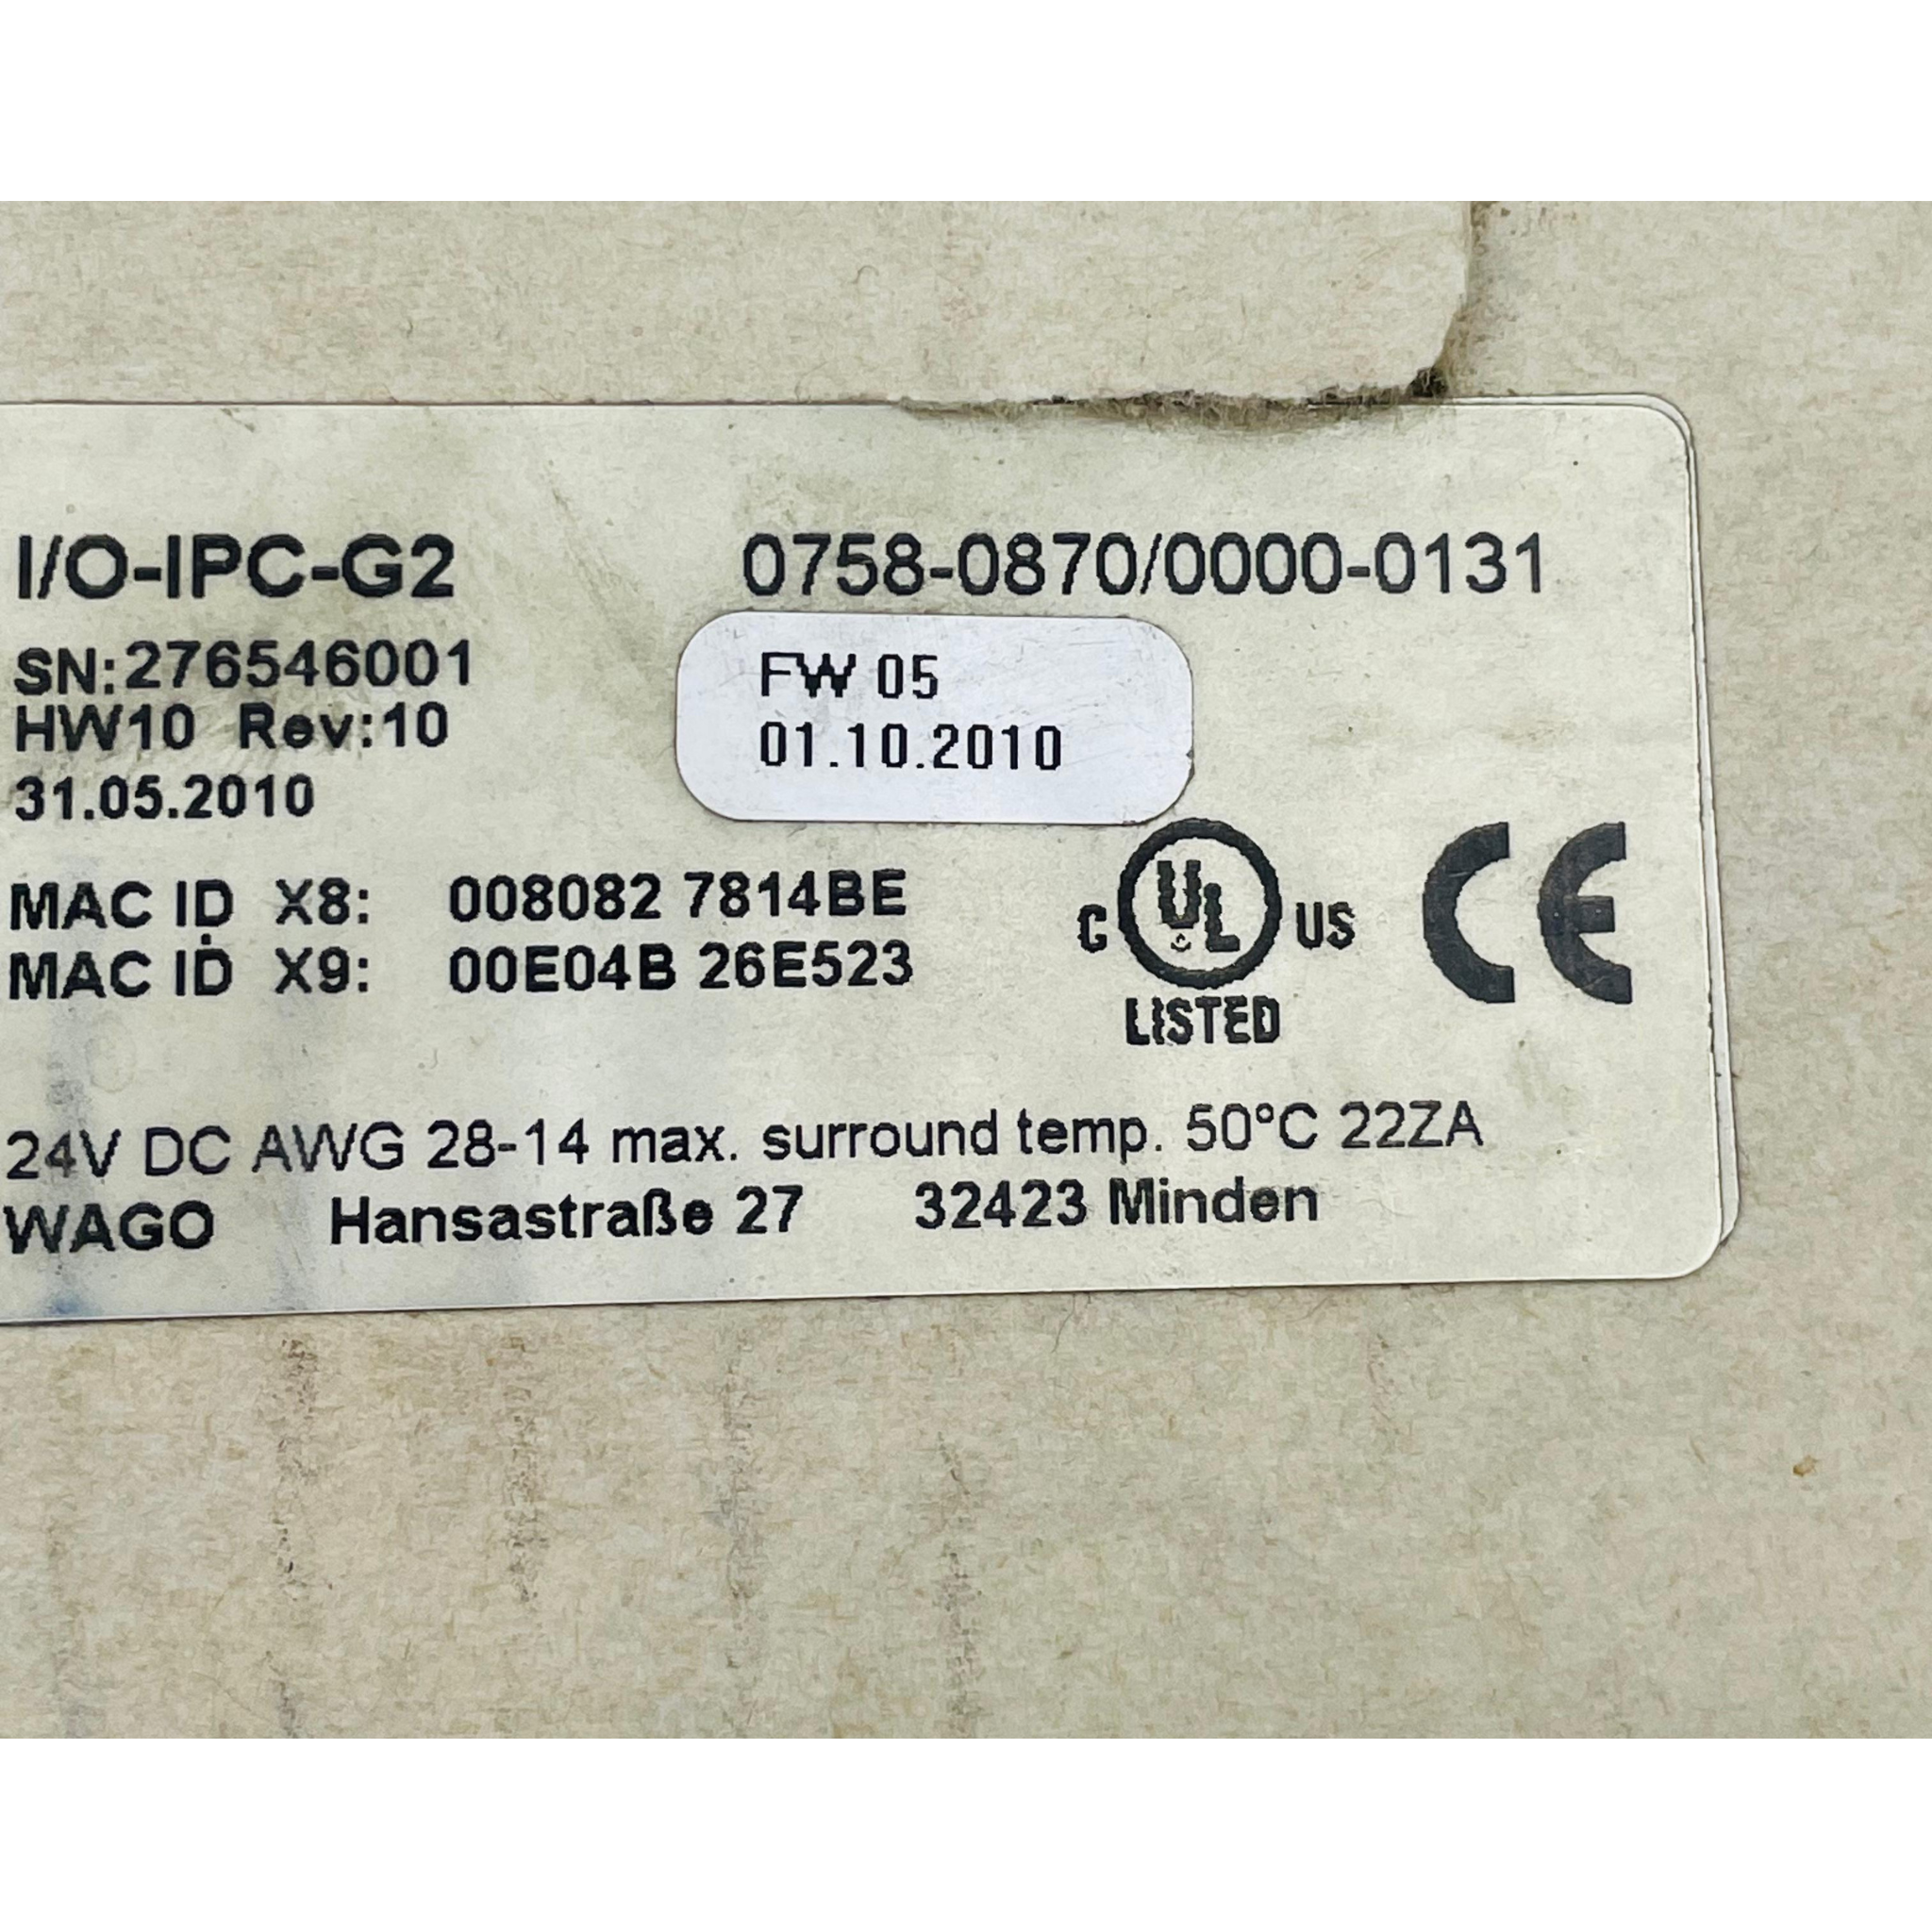 I/O-IPC-G2 0758-0870/0000-0131
SN:276546001
HW10 Rev:10
31.05.2010
FW 05
01.10.2010
MAC ID X8: 008082 7814BE
MAC ID X9: 00E04B 26E523
C UL US
LISTED
CE
24V DC AWG 28-14 max. surround temp. 50°C 22ZA
WAGO Hansastraße 27 32423 Minden